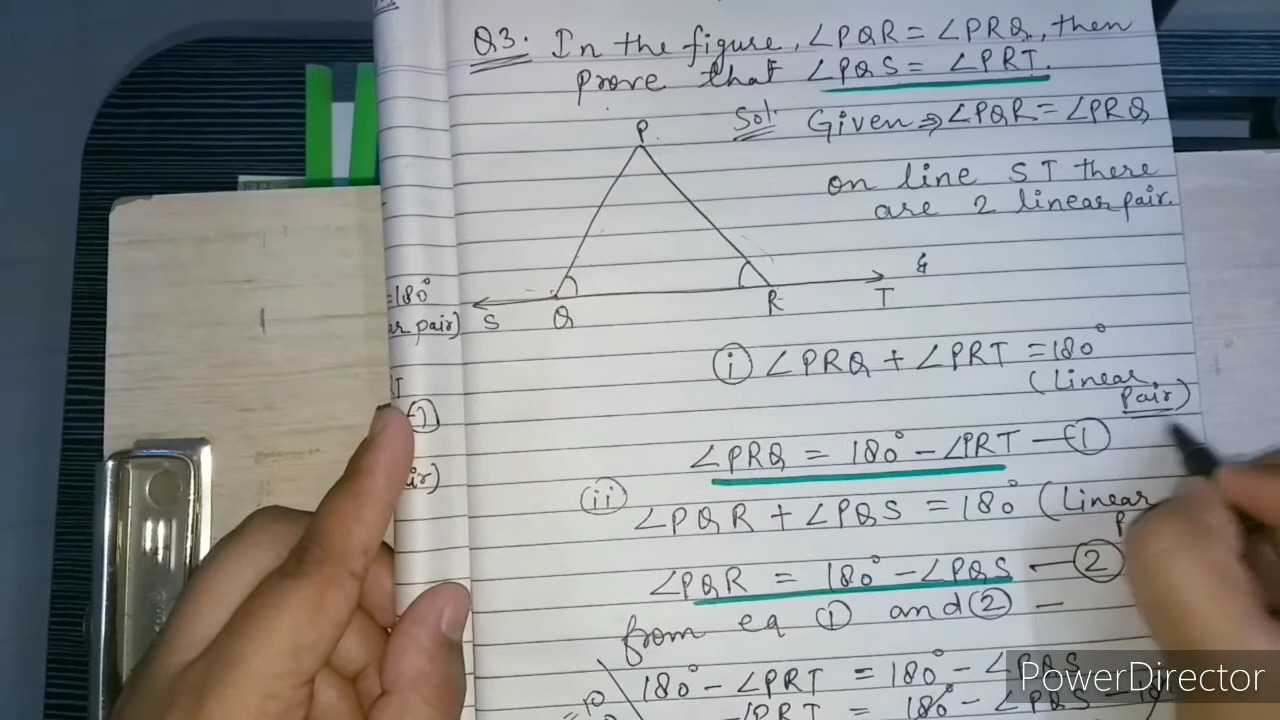 Q3. In the figure, ∠PQR = ∠PRQ, then
prove that ∠PQS = ∠PRT.
Sol. Given ⇒ ∠PQR = ∠PRQ
on line ST there
are 2 linear pair.
P
S
Q
R
T
=180°
pair)
(i) ∠PRQ + ∠PRT = 180°
(linear
pair)
∠PRQ = 180° - ∠PRT —(1)
(ii) ∠PQR + ∠PQS = 180° (linear
∠PQR = 180° - ∠PQS —(2)
from eq (1) and (2) —
180° - ∠PRT = 180° - ∠PQS
PowerDirector